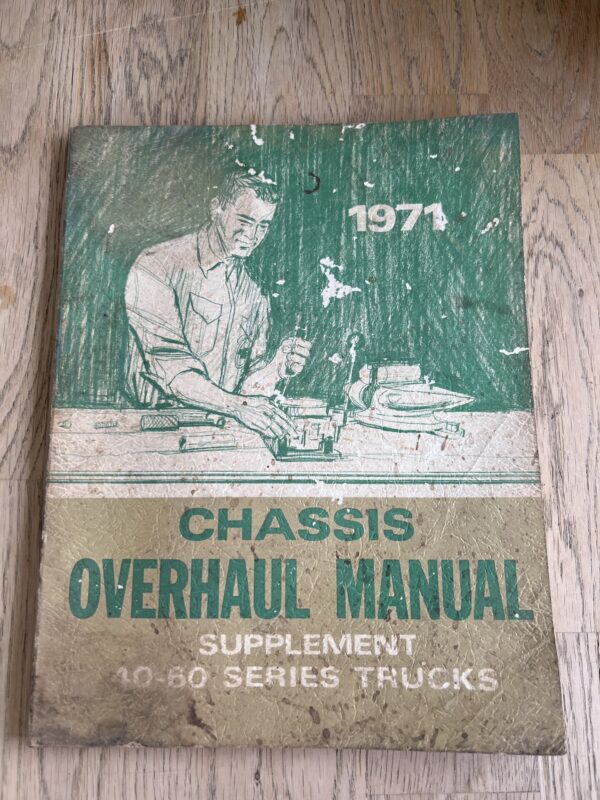 1971
CHASSIS
OVERHAUL MANUAL
SUPPLEMENT
40-60 SERIES TRUCKS